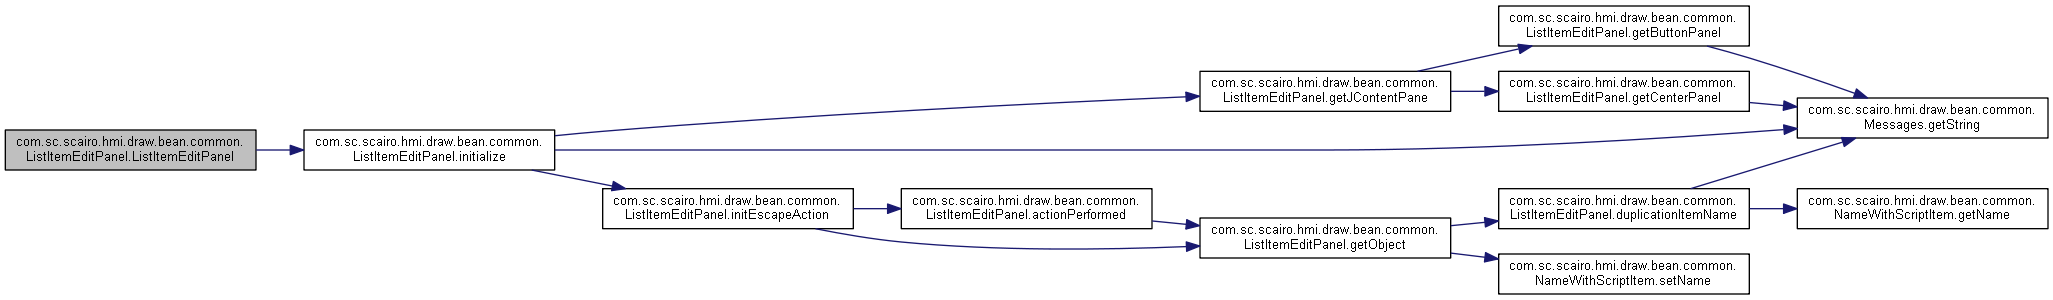 com.sc.scairo.hmi.draw.bean.common.
ListItemEditPanel.ListItemEditPanel
com.sc.scairo.hmi.draw.bean.common.
ListItemEditPanel.initialize
com.sc.scairo.hmi.draw.bean.common.
ListItemEditPanel.initEscapeAction
com.sc.scairo.hmi.draw.bean.common.
ListItemEditPanel.actionPerformed
com.sc.scairo.hmi.draw.bean.common.
ListItemEditPanel.getJContentPane
com.sc.scairo.hmi.draw.bean.common.
ListItemEditPanel.getObject
com.sc.scairo.hmi.draw.bean.common.
ListItemEditPanel.getButtonPanel
com.sc.scairo.hmi.draw.bean.common.
ListItemEditPanel.getCenterPanel
com.sc.scairo.hmi.draw.bean.common.
ListItemEditPanel.duplicationItemName
com.sc.scairo.hmi.draw.bean.common.
NameWithScriptItem.setName
com.sc.scairo.hmi.draw.bean.common.
Messages.getString
com.sc.scairo.hmi.draw.bean.common.
NameWithScriptItem.getName